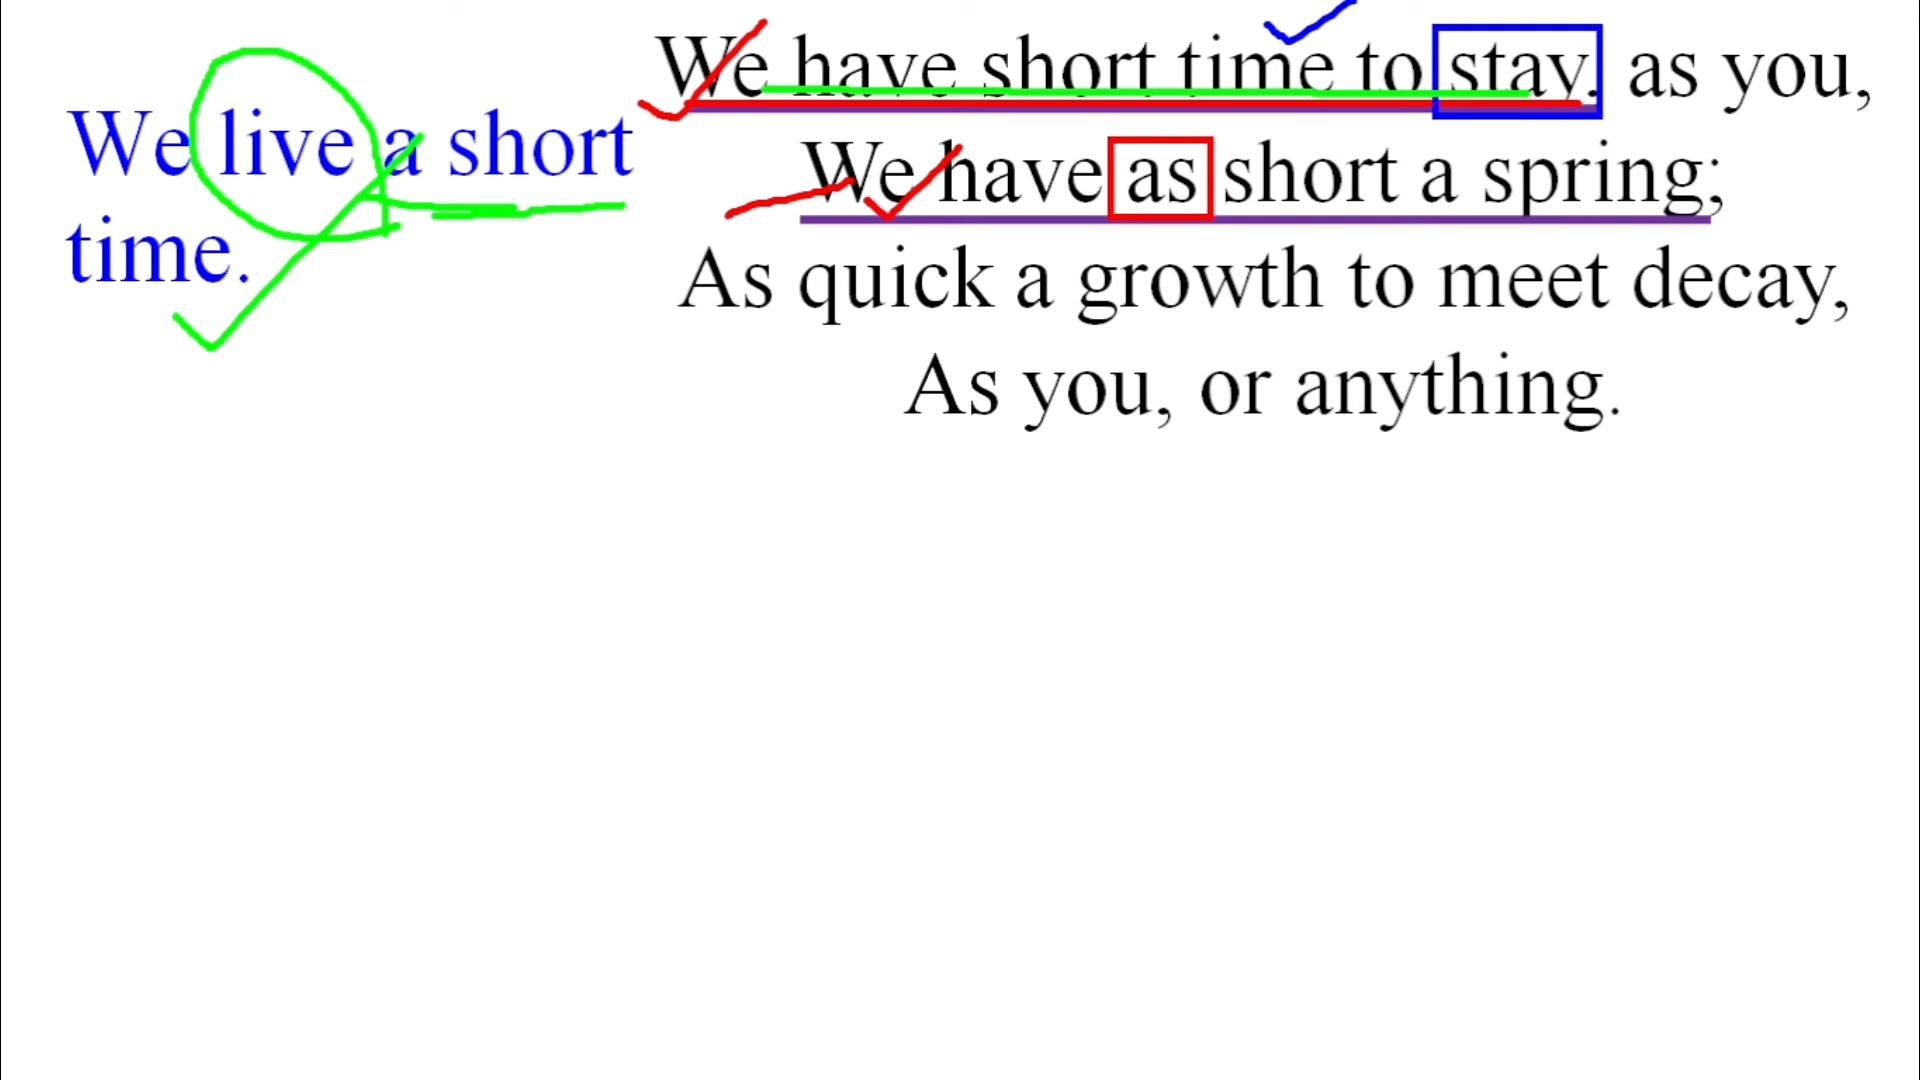 We live a short
time.
We have short time to stay, as you,
We have as short a spring;
As quick a growth to meet decay,
As you, or anything.